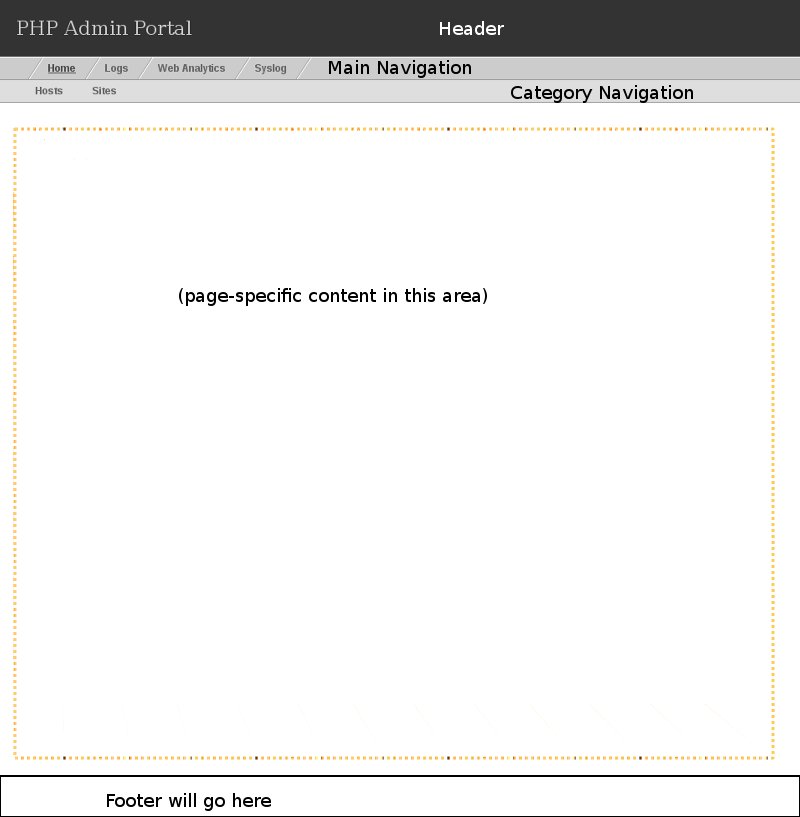 PHP Admin Portal Header
Home Logs Web Analytics Syslog Main Navigation
Hosts Sites Category Navigation
(page-specific content in this area)
Footer will go here